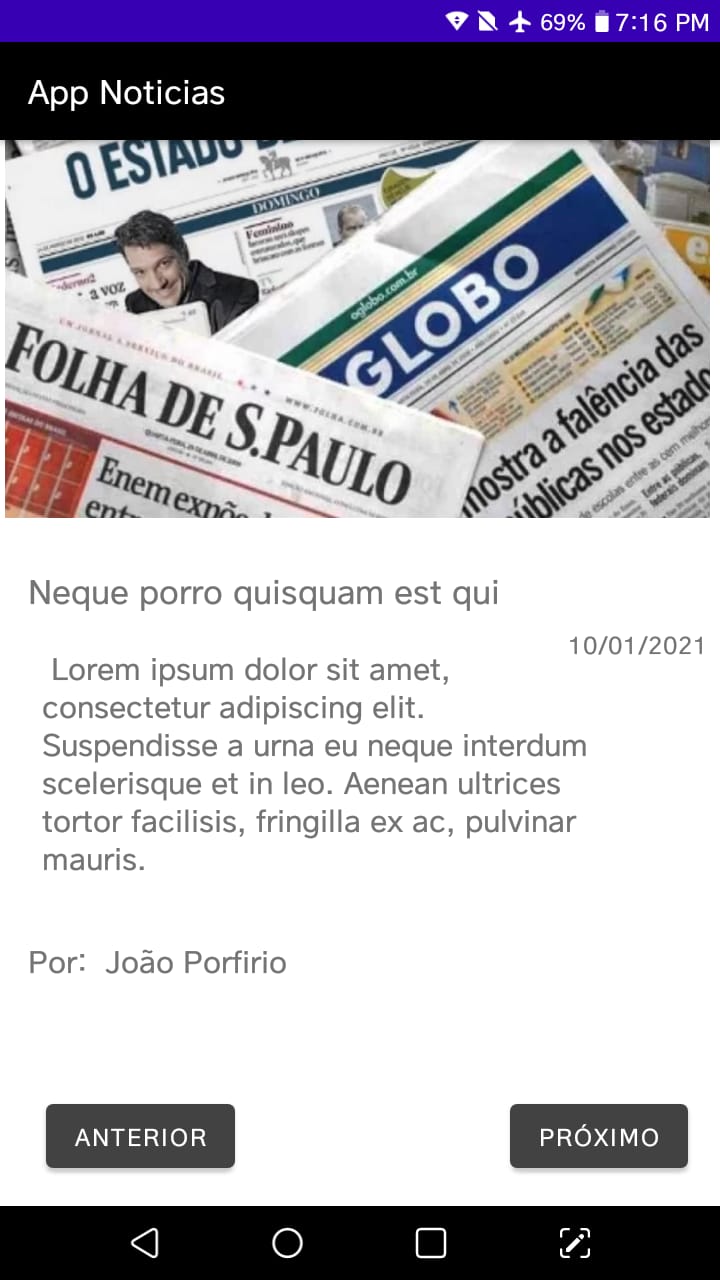 69% 7:16 PM
App Noticias
O ESTADO
DOMINGO
Feminino
a voz
oglobo.com.br
GLOBO
UM JORNAL A SERVIÇO DO BRASIL
WWW.FOLHA.COM.BR
FOLHA DE S.PAULO
mostra a falência das
públicas nos estado
Enem expõe
Neque porro quisquam est qui
10/01/2021
Lorem ipsum dolor sit amet,
consectetur adipiscing elit.
Suspendisse a urna eu neque interdum
scelerisque et in leo. Aenean ultrices
tortor facilisis, fringilla ex ac, pulvinar
mauris.
Por: João Porfirio
ANTERIOR
PRÓXIMO